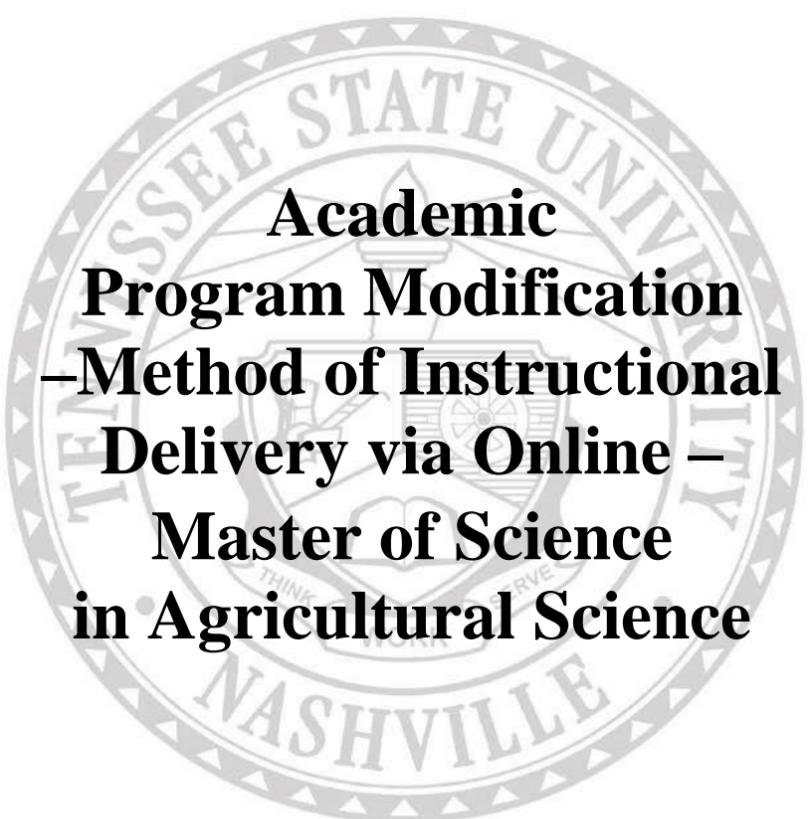 TENNESSEE STATE UNIVERSITY
Academic
Program Modification
–Method of Instructional
Delivery via Online –
Master of Science
in Agricultural Science
THINK
WORK
SERVE
NASHVILLE